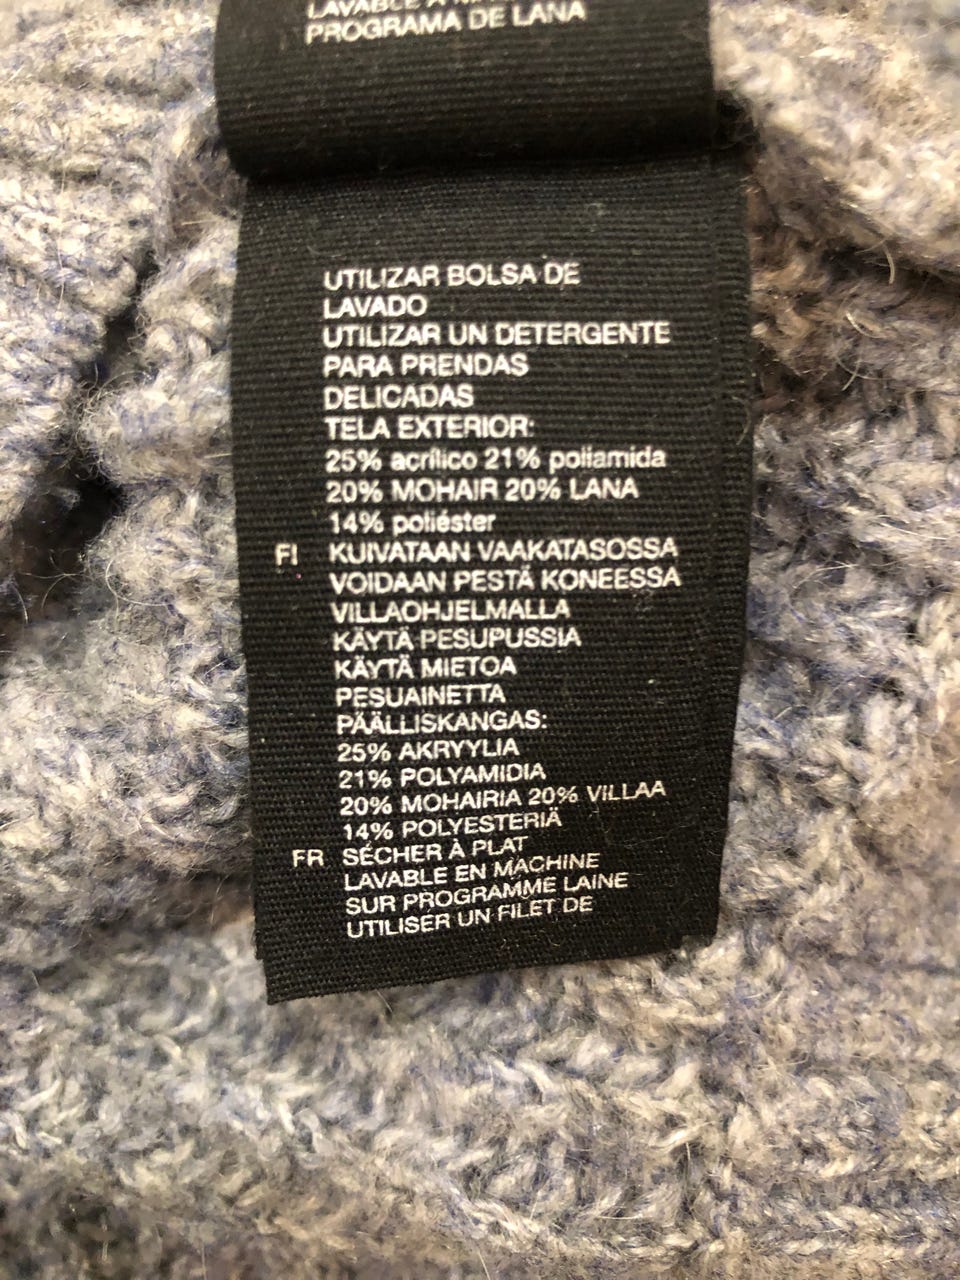 LAVABLE A
PROGRAMA DE LANA
UTILIZAR BOLSA DE
LAVADO
UTILIZAR UN DETERGENTE
PARA PRENDAS
DELICADAS
TELA EXTERIOR:
25% acrílico 21% poliamida
20% MOHAIR 20% LANA
14% poliéster
FI KUIVATAAN VAAKATASOSSA
VOIDAAN PESTÄ KONEESSA
VILLAOHJELMALLA
KÄYTÄ PESUPUSSIA
KÄYTÄ MIETOA
PESUAINETTA
PÄÄLLISKANGAS:
25% AKRYYLIA
21% POLYAMIDIA
20% MOHAIRIA 20% VILLAA
14% POLYESTERIÄ
FR SÉCHER À PLAT
LAVABLE EN MACHINE
SUR PROGRAMME LAINE
UTILISER UN FILET DE